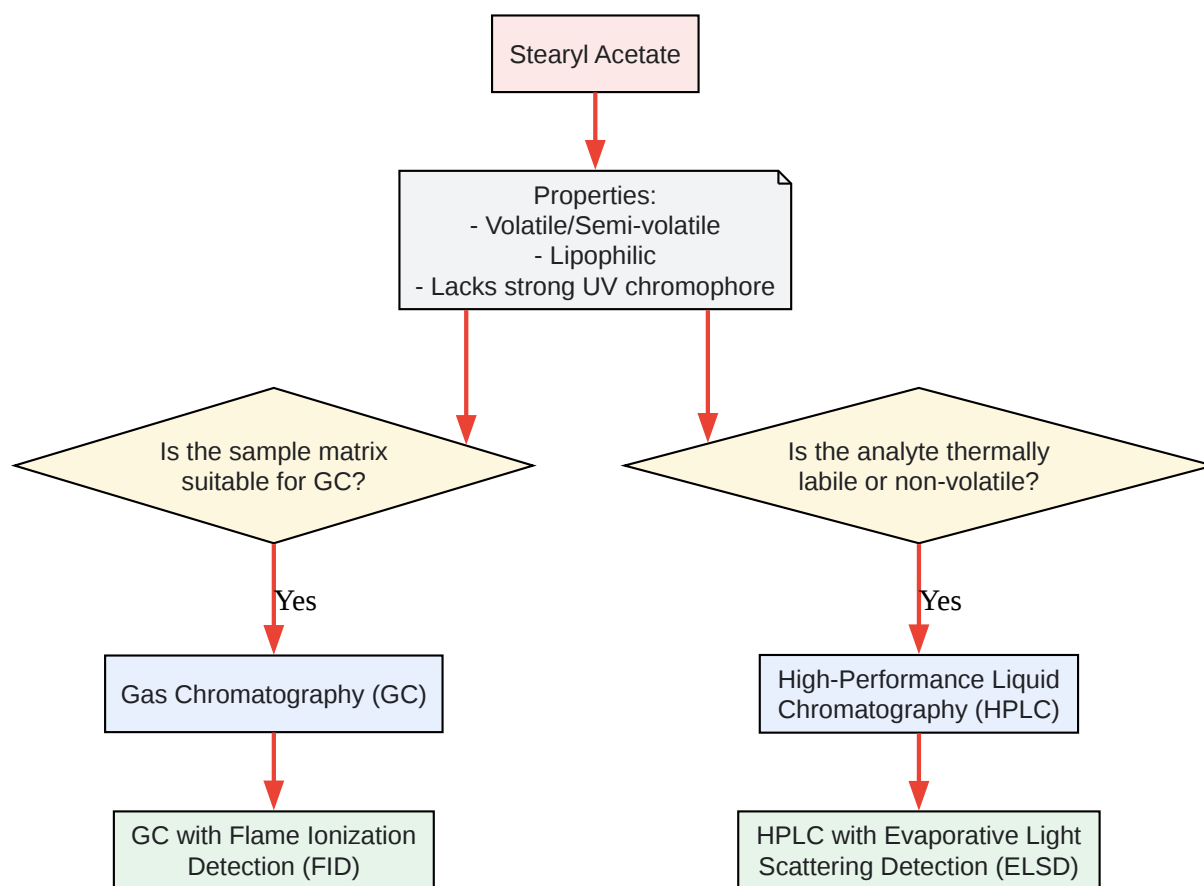 Stearyl Acetate
Properties:
- Volatile/Semi-volatile
- Lipophilic
- Lacks strong UV chromophore
Is the sample matrix
suitable for GC?
Is the analyte thermally
labile or non-volatile?
Yes
Yes
Gas Chromatography (GC)
High-Performance Liquid
Chromatography (HPLC)
GC with Flame Ionization
Detection (FID)
HPLC with Evaporative Light
Scattering Detection (ELSD)